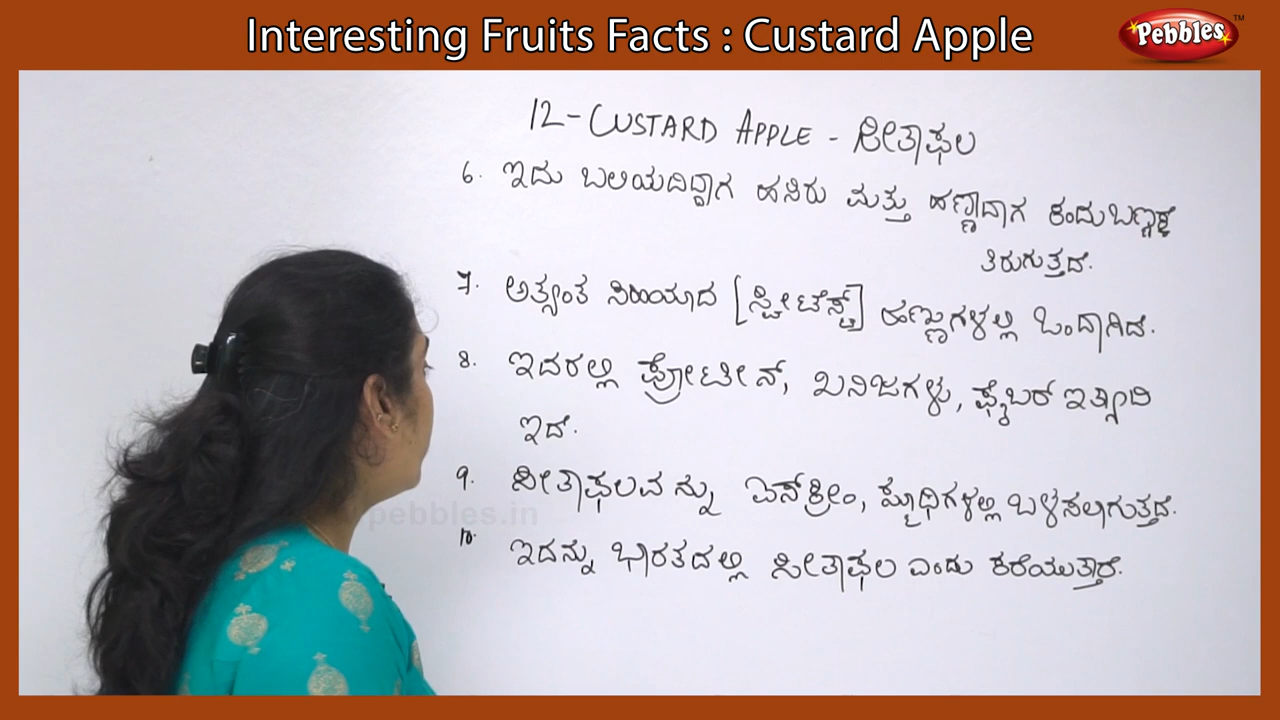 Interesting Fruits Facts : Custard Apple
Pebbles TM
12-CUSTARD APPLE - ಸೀತಾಫಲ
6. ಇದು ಬಲಿಯದಿದ್ದಾಗ ಹಸಿರು ಮತ್ತು ಹಣ್ಣಾದಾಗ ಕಂದುಬಣ್ಣಕ್ಕೆ
ತಿರುಗುತ್ತದೆ.
7. ಅತ್ಯಂತ ಸಿಹಿಯಾದ [ಸ್ವೀಟೆಸ್ಟ್] ಹಣ್ಣುಗಳಲ್ಲಿ ಒಂದಾಗಿದೆ.
8. ಇದರಲ್ಲಿ ಪ್ರೋಟೀನ್, ಖನಿಜಗಳು, ಫೈಬರ್ ಇತ್ಯಾದಿ
ಇದೆ.
9. ಸೀತಾಫಲವನ್ನು ಐಸ್‌ಕ್ರೀಂ, ಸ್ಮೂಥಿಗಳಲ್ಲಿ ಬಳಸಲಾಗುತ್ತದೆ.
pebbles.in
10. ಇದನ್ನು ಭಾರತದಲ್ಲಿ ಸೀತಾಫಲ ಎಂದು ಕರೆಯುತ್ತಾರೆ.